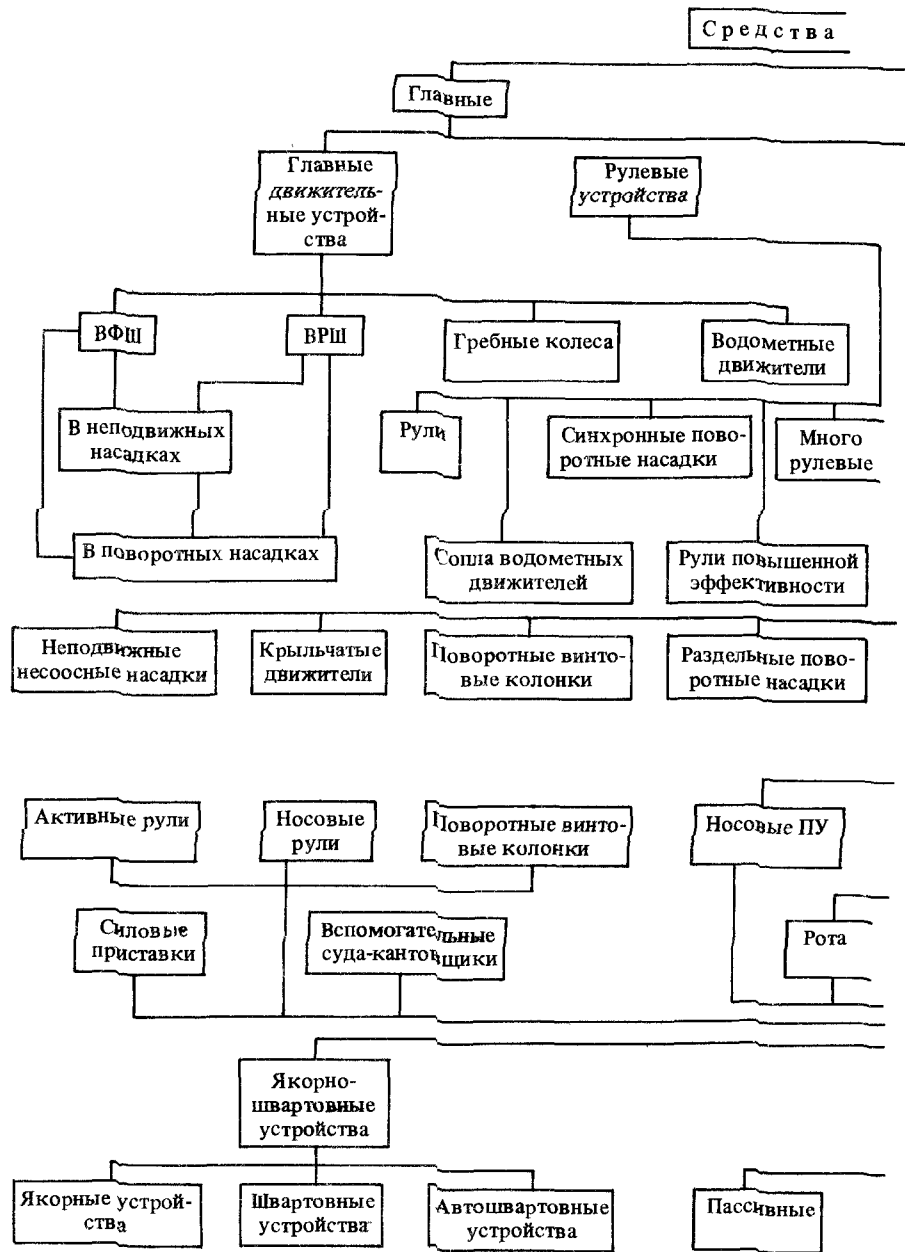 Средства
Главные
Главные
движитель-
ные устрой-
ства
Рулевые
устройства
ВФШ
ВРШ
Гребные колеса
Водометные
движители
В неподвижных
насадках
Рули
Синхронные пово-
ротные насадки
Много
рулевые
В поворотных насадках
Сопла водометных
движителей
Рули повышенной
эффективности
Неподвижные
несоосные насадки
Крыльчатые
движители
Поворотные винто-
вые колонки
Раздельные пово-
ротные насадки
Активные рули
Носовые
рули
Поворотные винто-
вые колонки
Носовые ПУ
Силовые
приставки
Вспомогательные
суда-кантовщики
Рота
Якорно-
швартовные
устройства
Якорные устрой-
ства
Швартовные
устройства
Автошвартовные
устройства
Пассивные